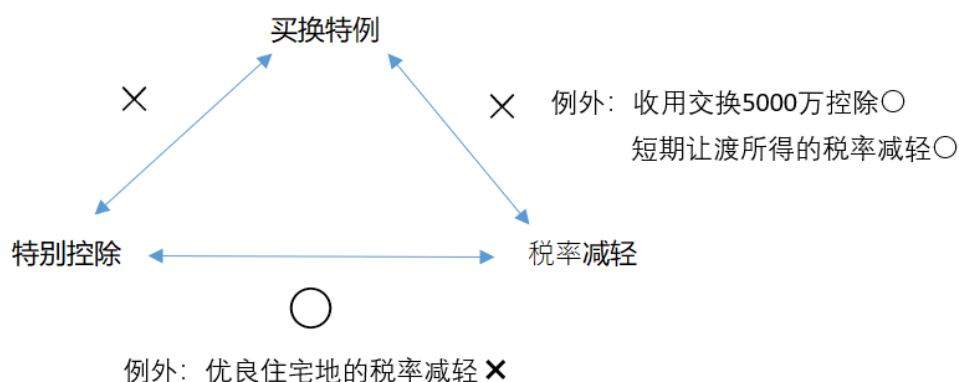 买换特例
× × 例外：收用交换5000万控除○
短期让渡所得的税率减轻○
特别控除 税率减轻
○
例外：优良住宅地的税率减轻×